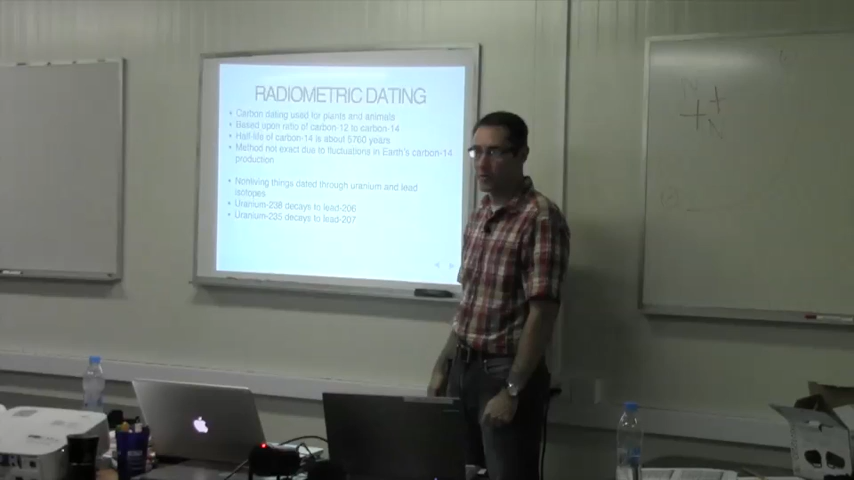 RADIOMETRIC DATING
• Carbon dating used for plants and animals
• Based upon ratio of carbon-12 to carbon-14
• Half-life of carbon-14 is about 5760 years
• Method not exact due to fluctuations in Earth's carbon-14
production
• Nonliving things dated through uranium and lead
isotopes
• Uranium-238 decays to lead-206
• Uranium-235 decays to lead-207